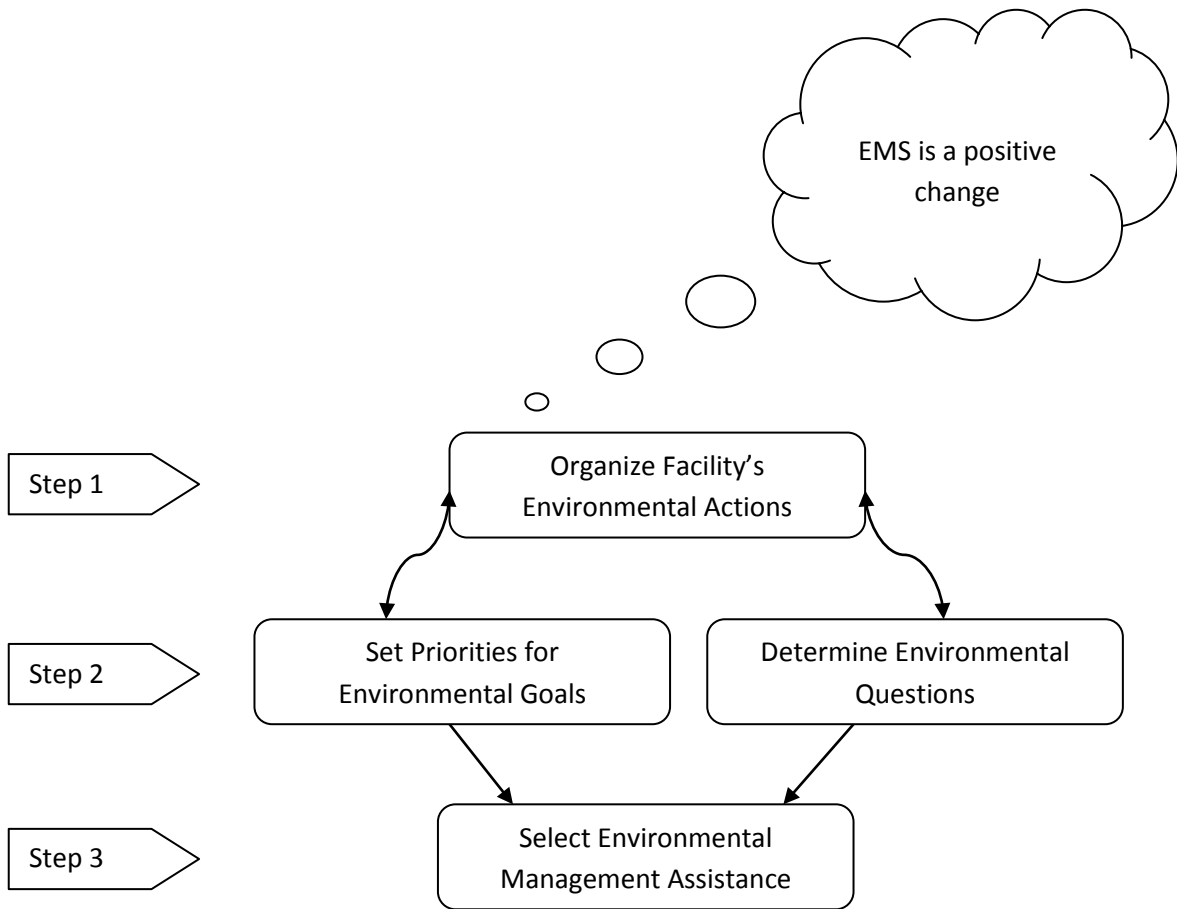 EMS is a positive
change
Step 1
Organize Facility’s
Environmental Actions
Step 2
Set Priorities for
Environmental Goals
Determine Environmental
Questions
Step 3
Select Environmental
Management Assistance